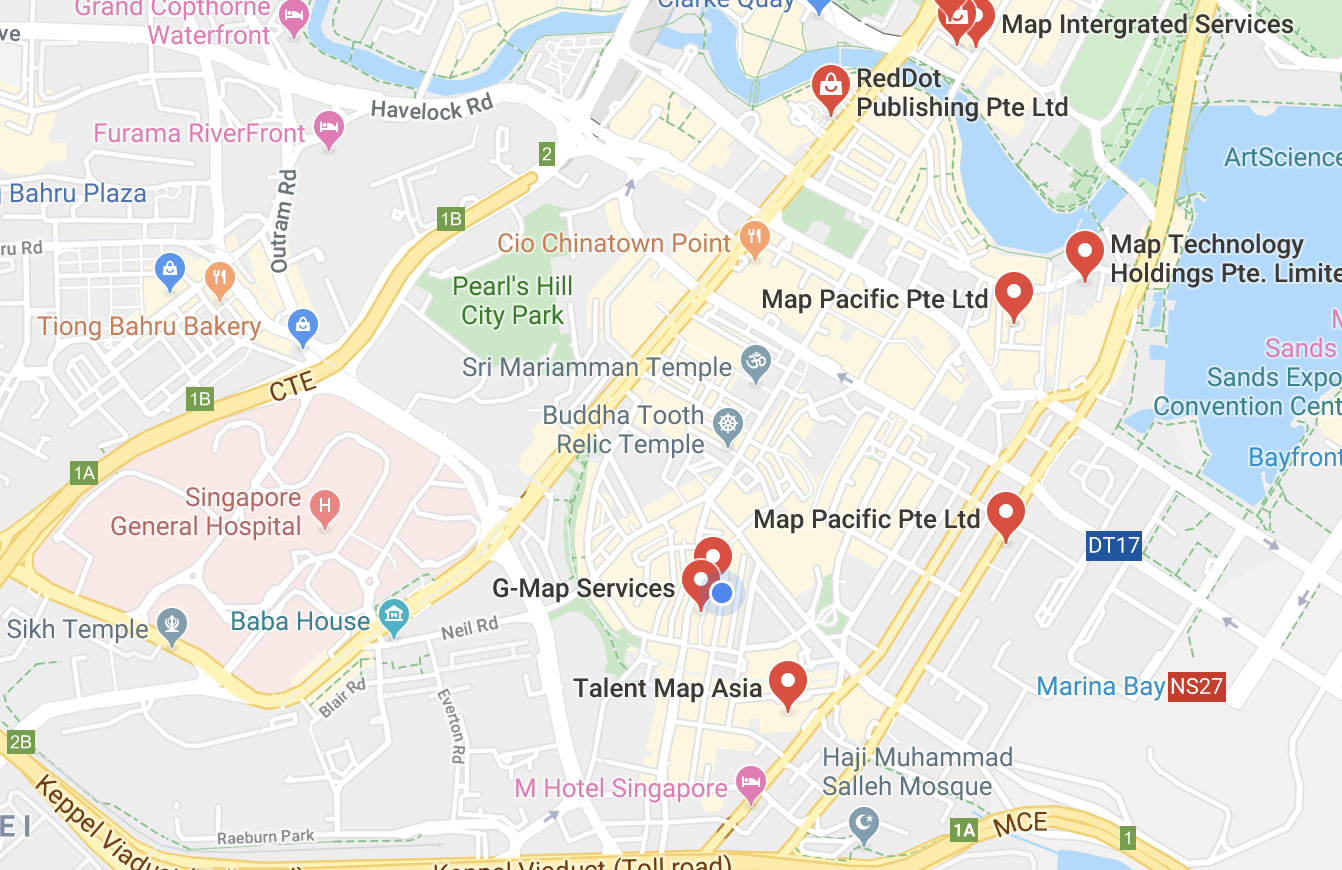 Grand Copthorne
Waterfront
Clarke Quay
Map Intergrated Services
ve
RedDot
Publishing Pte Ltd
Havelock Rd
Furama RiverFront
2
ArtScience
Bahru Plaza
Outram Rd
1B
ru Rd
Cio Chinatown Point
Map Technology
Holdings Pte. Limite
Pearl's Hill
City Park
Map Pacific Pte Ltd
Tiong Bahru Bakery
Sands
Sri Mariamman Temple
Sands Expo
Convention Cent
CTE
1B
Buddha Tooth
Relic Temple
Bayfront
1A
Singapore
General Hospital
H
Map Pacific Pte Ltd
DT17
G-Map Services
Baba House
Sikh Temple
Neil Rd
Talent Map Asia
Marina Bay
NS27
Blair Rd
Everton Rd
2B
Haji Muhammad
Salleh Mosque
M Hotel Singapore
Keppel Viaduct
E I
Raeburn Park
1A
MCE
1
Keppel Viaduct (Toll road)